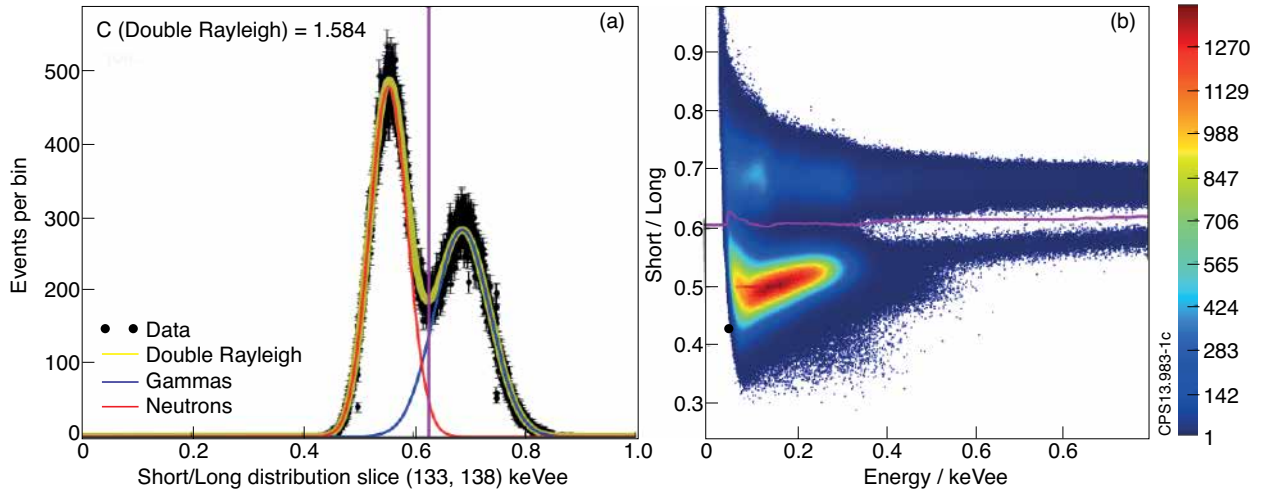 C (Double Rayleigh) = 1.584
(a)
500
400
300
200
100
0
Events per bin
Data
Double Rayleigh
Gammas
Neutrons
0
0.2
0.4
0.6
0.8
1.0
Short/Long distribution slice (133, 138) keVee
(b)
0.9
0.8
0.7
0.6
0.5
0.4
0.3
Short / Long
0
0.2
0.4
0.6
0.6
Energy / keVee
CPS13.983-1c
1270
1129
988
847
706
565
424
283
142
1